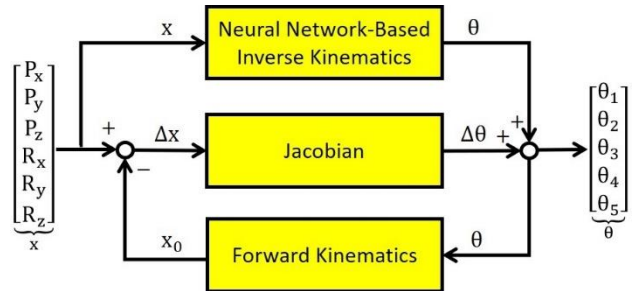 x
Neural Network-Based
Inverse Kinematics
θ
P_x
P_y
P_z
R_x
R_y
R_z
x
+
−
Δx
Jacobian
Δθ
+
+
θ_1
θ_2
θ_3
θ_4
θ_5
θ
x_0
Forward Kinematics
θ